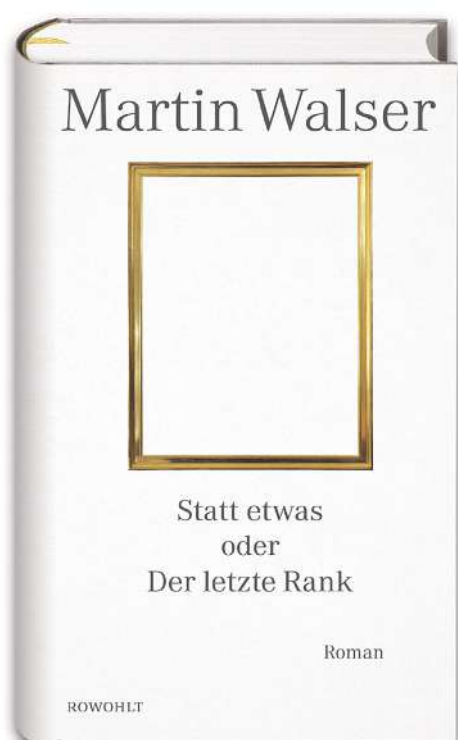 Martin Walser
Statt etwas
oder
Der letzte Rank
Roman
ROWOHLT